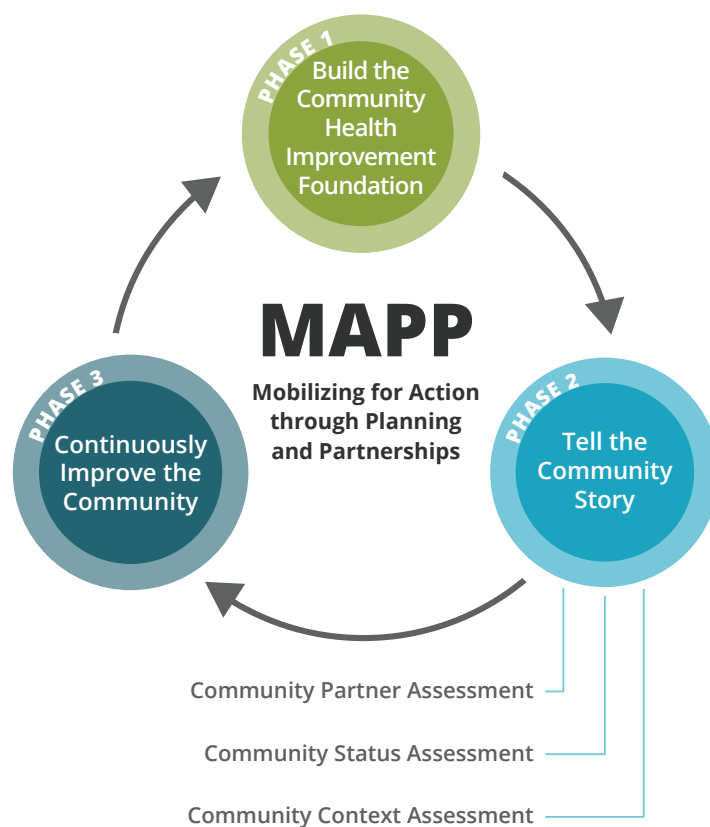 PHASE 1
Build the
Community
Health
Improvement
Foundation
MAPP
Mobilizing for Action
through Planning
and Partnerships
PHASE 2
Tell the
Community
Story
PHASE 3
Continuously
Improve the
Community
Community Partner Assessment
Community Status Assessment
Community Context Assessment